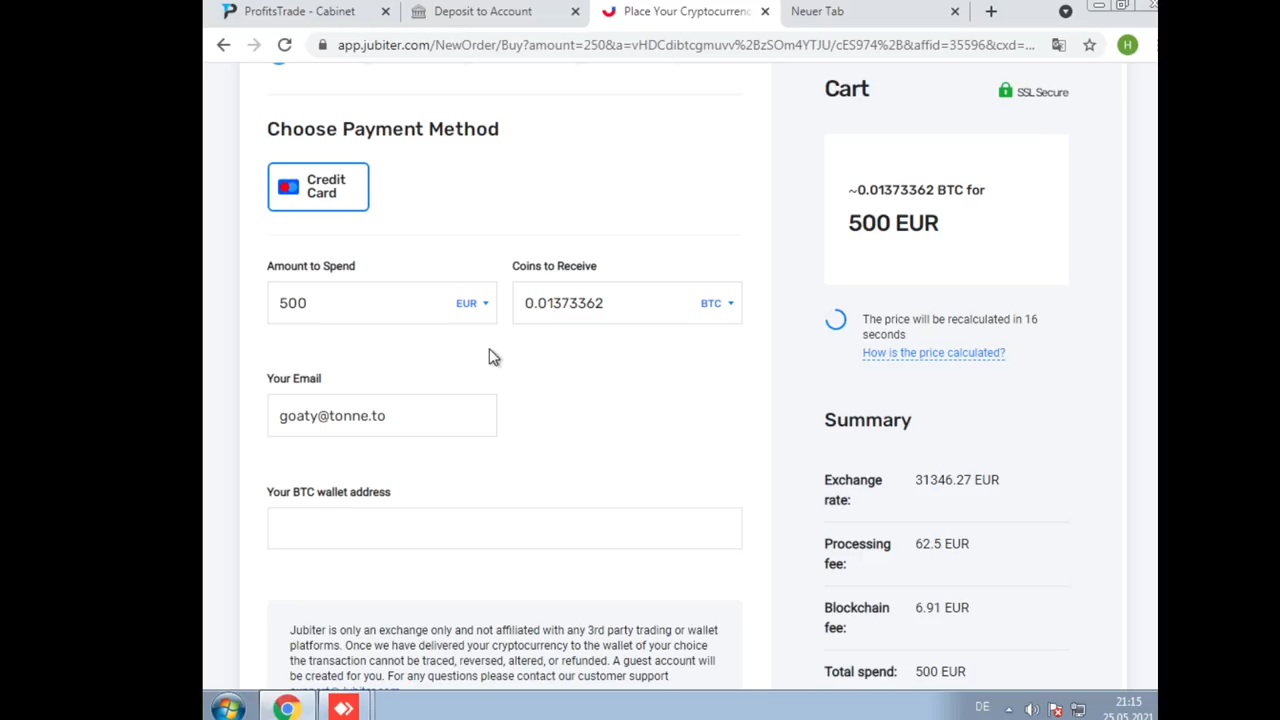 ProfitsTrade - Cabinet
Deposit to Account
Place Your Cryptocurrenc
Neuer Tab
app.jubiter.com/NewOrder/Buy?amount=250&a=vHDCdibtcgmuvv%2BzSOm4YTJU/cES974%2B&affid=35596&cxd=...
H
Choose Payment Method
Credit
Card
Amount to Spend
Coins to Receive
500
EUR
0.01373362
BTC
Your Email
goaty@tonne.to
Your BTC wallet address
Jubiter is only an exchange only and not affiliated with any 3rd party trading or wallet
platforms. Once we have delivered your cryptocurrency to the wallet of your choice
the transaction cannot be traced, reversed, altered, or refunded. A guest account will
be created for you. For any questions please contact our customer support
support@jubiter.com
Cart
SSL Secure
~0.01373362 BTC for
500 EUR
The price will be recalculated in 16
seconds
How is the price calculated?
Summary
Exchange
rate:
31346.27 EUR
Processing
fee:
62.5 EUR
Blockchain
fee:
6.91 EUR
Total spend:
500 EUR
DE
21:15
25.05.2021